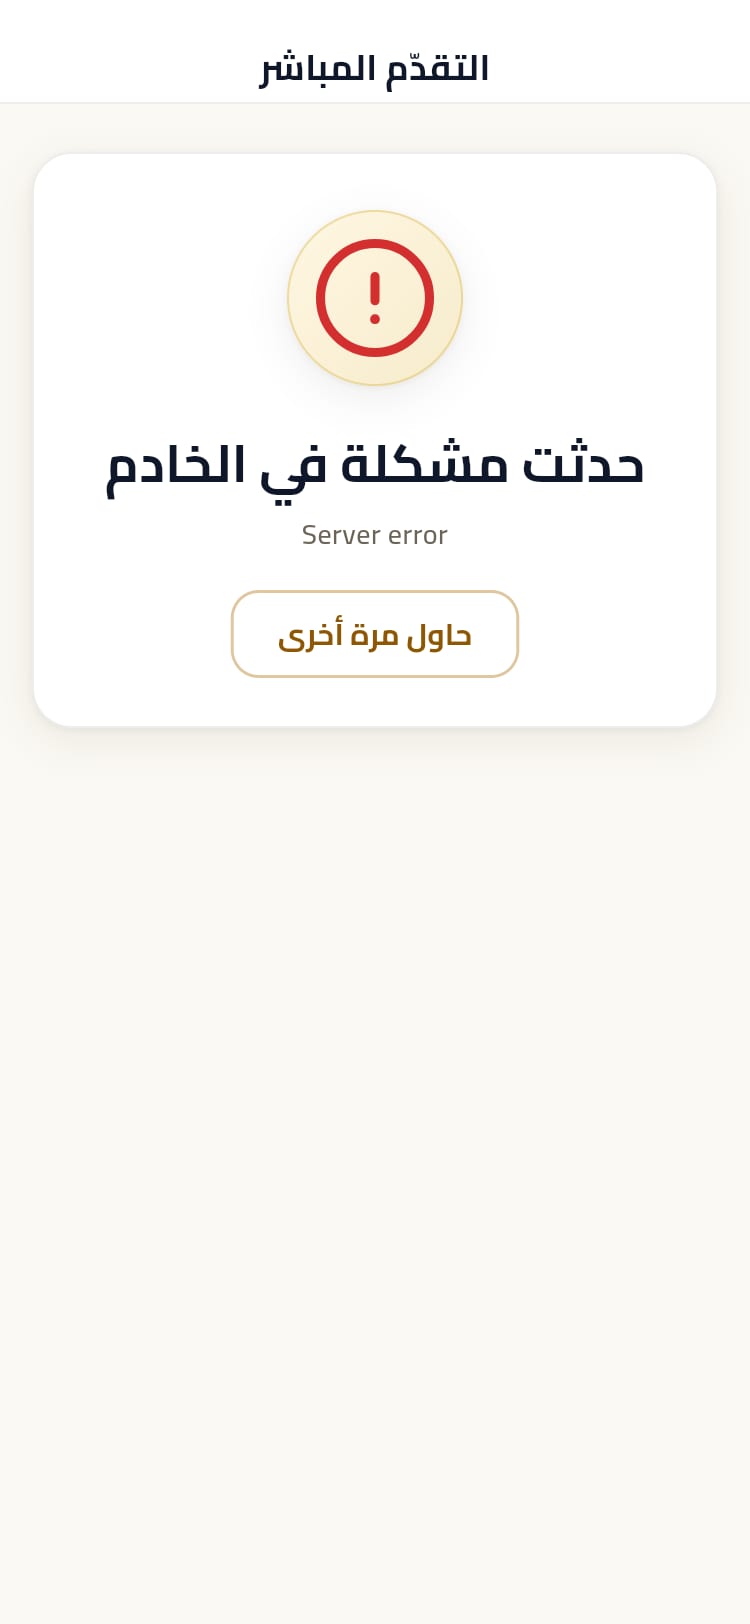 التقدّم المباشر
حدثت مشكلة في الخادم
Server error
حاول مرة أخرى